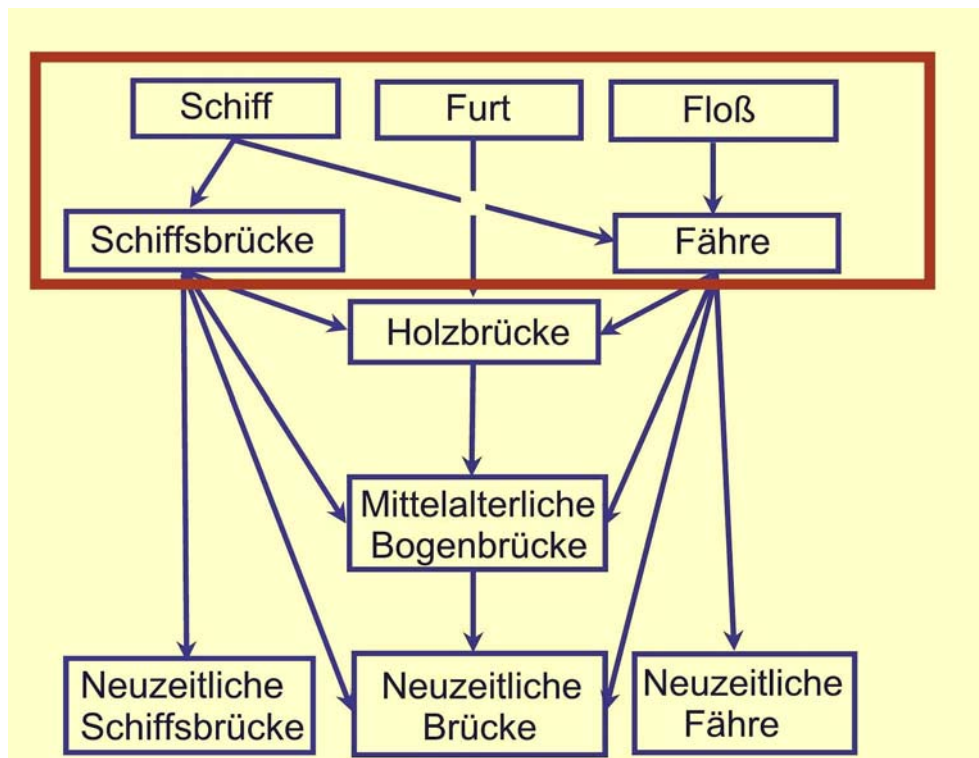 Schiff
Furt
Floß
Schiffsbrücke
Fähre
Holzbrücke
Mittelalterliche
Bogenbrücke
Neuzeitliche
Schiffsbrücke
Neuzeitliche
Brücke
Neuzeitliche
Fähre